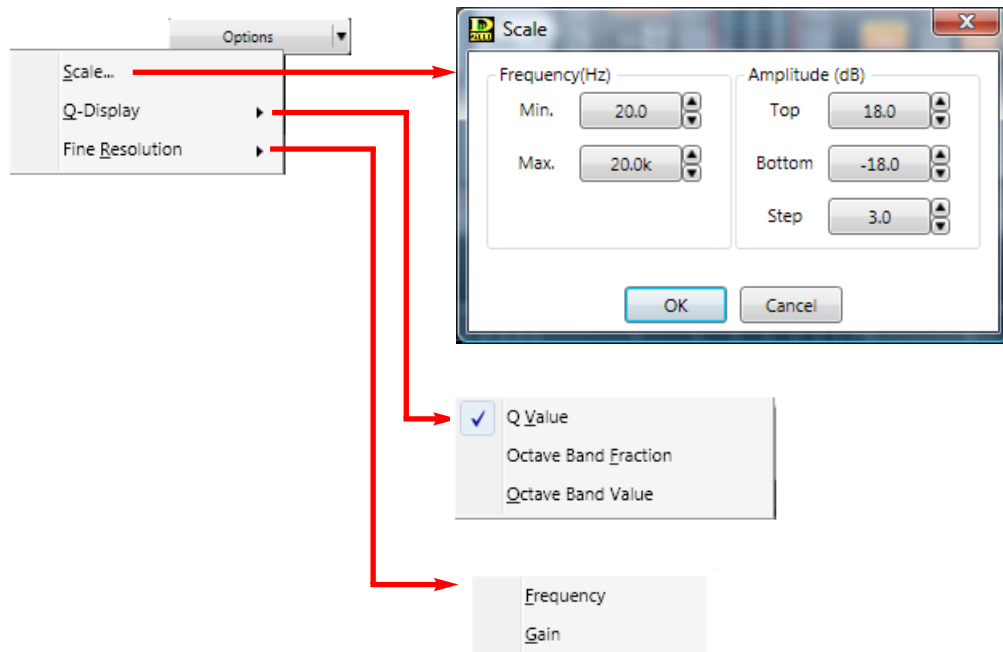 Options
Scale...
Q-Display
Fine Resolution
Scale
Frequency(Hz)
Min. 20.0
Max. 20.0k
Amplitude (dB)
Top 18.0
Bottom -18.0
Step 3.0
OK Cancel
Q Value
Octave Band Fraction
Octave Band Value
Frequency
Gain